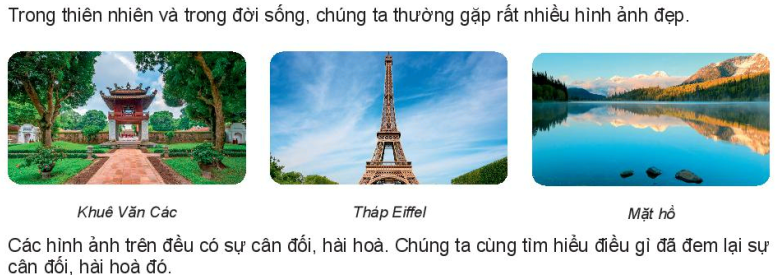 Trong thiên nhiên và trong đời sống, chúng ta thường gặp rất nhiều hình ảnh đẹp.
Khuê Văn Các
Tháp Eiffel
Mặt hồ
Các hình ảnh trên đều có sự cân đối, hài hoà. Chúng ta cùng tìm hiểu điều gì đã đem lại sự
cân đối, hài hoà đó.